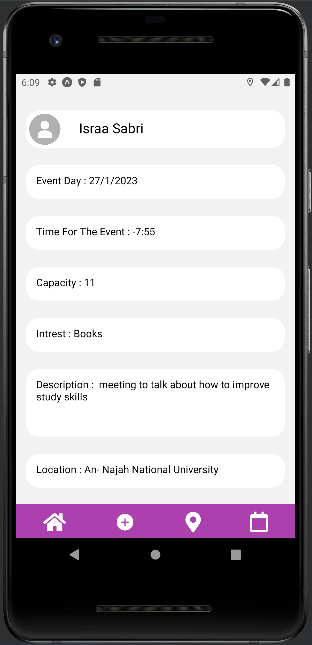 6:09
Israa Sabri
Event Day : 27/1/2023
Time For The Event : -7:55
Capacity : 11
Intrest : Books
Description :  meeting to talk about how to improve
study skills
Location : An- Najah National University